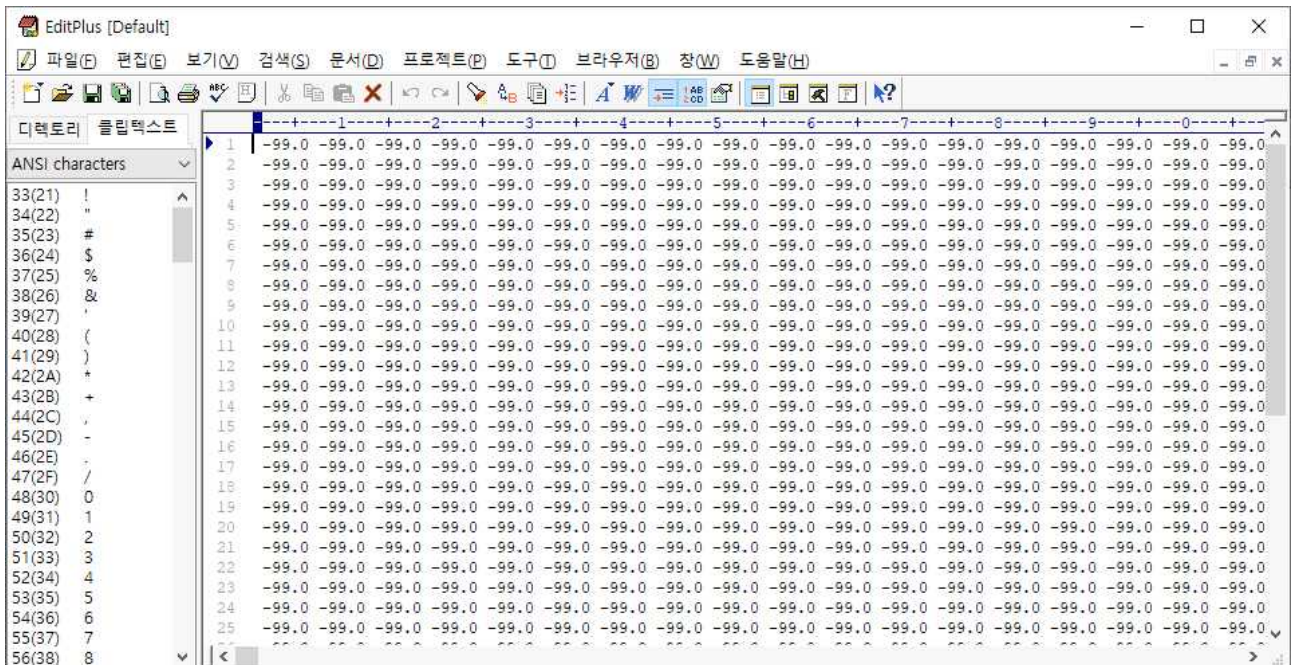 EditPlus [Default]
파일(F) 편집(E) 보기(V) 검색(S) 문서(D) 프로젝트(P) 도구(T) 브라우저(B) 창(W) 도움말(H)
디렉토리 클립텍스트
ANSI characters
33(21) !
34(22) "
35(23) #
36(24) $
37(25) %
38(26) &
39(27) '
40(28) (
41(29) )
42(2A) *
43(2B) +
44(2C) ,
45(2D) -
46(2E) .
47(2F) /
48(30) 0
49(31) 1
50(32) 2
51(33) 3
52(34) 4
53(35) 5
54(36) 6
55(37) 7
56(38) 8
----+----1----+----2----+----3----+----4----+----5----+----6----+----7----+----8----+----9----+----0----+---
1 -99.0 -99.0 -99.0 -99.0 -99.0 -99.0 -99.0 -99.0 -99.0 -99.0 -99.0 -99.0 -99.0 -99.0 -99.0 -99.0 -99.0 -99.0
2 -99.0 -99.0 -99.0 -99.0 -99.0 -99.0 -99.0 -99.0 -99.0 -99.0 -99.0 -99.0 -99.0 -99.0 -99.0 -99.0 -99.0 -99.0
3 -99.0 -99.0 -99.0 -99.0 -99.0 -99.0 -99.0 -99.0 -99.0 -99.0 -99.0 -99.0 -99.0 -99.0 -99.0 -99.0 -99.0 -99.0
4 -99.0 -99.0 -99.0 -99.0 -99.0 -99.0 -99.0 -99.0 -99.0 -99.0 -99.0 -99.0 -99.0 -99.0 -99.0 -99.0 -99.0 -99.0
5 -99.0 -99.0 -99.0 -99.0 -99.0 -99.0 -99.0 -99.0 -99.0 -99.0 -99.0 -99.0 -99.0 -99.0 -99.0 -99.0 -99.0 -99.0
6 -99.0 -99.0 -99.0 -99.0 -99.0 -99.0 -99.0 -99.0 -99.0 -99.0 -99.0 -99.0 -99.0 -99.0 -99.0 -99.0 -99.0 -99.0
7 -99.0 -99.0 -99.0 -99.0 -99.0 -99.0 -99.0 -99.0 -99.0 -99.0 -99.0 -99.0 -99.0 -99.0 -99.0 -99.0 -99.0 -99.0
8 -99.0 -99.0 -99.0 -99.0 -99.0 -99.0 -99.0 -99.0 -99.0 -99.0 -99.0 -99.0 -99.0 -99.0 -99.0 -99.0 -99.0 -99.0
9 -99.0 -99.0 -99.0 -99.0 -99.0 -99.0 -99.0 -99.0 -99.0 -99.0 -99.0 -99.0 -99.0 -99.0 -99.0 -99.0 -99.0 -99.0
10 -99.0 -99.0 -99.0 -99.0 -99.0 -99.0 -99.0 -99.0 -99.0 -99.0 -99.0 -99.0 -99.0 -99.0 -99.0 -99.0 -99.0 -99.0
11 -99.0 -99.0 -99.0 -99.0 -99.0 -99.0 -99.0 -99.0 -99.0 -99.0 -99.0 -99.0 -99.0 -99.0 -99.0 -99.0 -99.0 -99.0
12 -99.0 -99.0 -99.0 -99.0 -99.0 -99.0 -99.0 -99.0 -99.0 -99.0 -99.0 -99.0 -99.0 -99.0 -99.0 -99.0 -99.0 -99.0
13 -99.0 -99.0 -99.0 -99.0 -99.0 -99.0 -99.0 -99.0 -99.0 -99.0 -99.0 -99.0 -99.0 -99.0 -99.0 -99.0 -99.0 -99.0
14 -99.0 -99.0 -99.0 -99.0 -99.0 -99.0 -99.0 -99.0 -99.0 -99.0 -99.0 -99.0 -99.0 -99.0 -99.0 -99.0 -99.0 -99.0
15 -99.0 -99.0 -99.0 -99.0 -99.0 -99.0 -99.0 -99.0 -99.0 -99.0 -99.0 -99.0 -99.0 -99.0 -99.0 -99.0 -99.0 -99.0
16 -99.0 -99.0 -99.0 -99.0 -99.0 -99.0 -99.0 -99.0 -99.0 -99.0 -99.0 -99.0 -99.0 -99.0 -99.0 -99.0 -99.0 -99.0
17 -99.0 -99.0 -99.0 -99.0 -99.0 -99.0 -99.0 -99.0 -99.0 -99.0 -99.0 -99.0 -99.0 -99.0 -99.0 -99.0 -99.0 -99.0
18 -99.0 -99.0 -99.0 -99.0 -99.0 -99.0 -99.0 -99.0 -99.0 -99.0 -99.0 -99.0 -99.0 -99.0 -99.0 -99.0 -99.0 -99.0
19 -99.0 -99.0 -99.0 -99.0 -99.0 -99.0 -99.0 -99.0 -99.0 -99.0 -99.0 -99.0 -99.0 -99.0 -99.0 -99.0 -99.0 -99.0
20 -99.0 -99.0 -99.0 -99.0 -99.0 -99.0 -99.0 -99.0 -99.0 -99.0 -99.0 -99.0 -99.0 -99.0 -99.0 -99.0 -99.0 -99.0
21 -99.0 -99.0 -99.0 -99.0 -99.0 -99.0 -99.0 -99.0 -99.0 -99.0 -99.0 -99.0 -99.0 -99.0 -99.0 -99.0 -99.0 -99.0
22 -99.0 -99.0 -99.0 -99.0 -99.0 -99.0 -99.0 -99.0 -99.0 -99.0 -99.0 -99.0 -99.0 -99.0 -99.0 -99.0 -99.0 -99.0
23 -99.0 -99.0 -99.0 -99.0 -99.0 -99.0 -99.0 -99.0 -99.0 -99.0 -99.0 -99.0 -99.0 -99.0 -99.0 -99.0 -99.0 -99.0
24 -99.0 -99.0 -99.0 -99.0 -99.0 -99.0 -99.0 -99.0 -99.0 -99.0 -99.0 -99.0 -99.0 -99.0 -99.0 -99.0 -99.0 -99.0
25 -99.0 -99.0 -99.0 -99.0 -99.0 -99.0 -99.0 -99.0 -99.0 -99.0 -99.0 -99.0 -99.0 -99.0 -99.0 -99.0 -99.0 -99.0